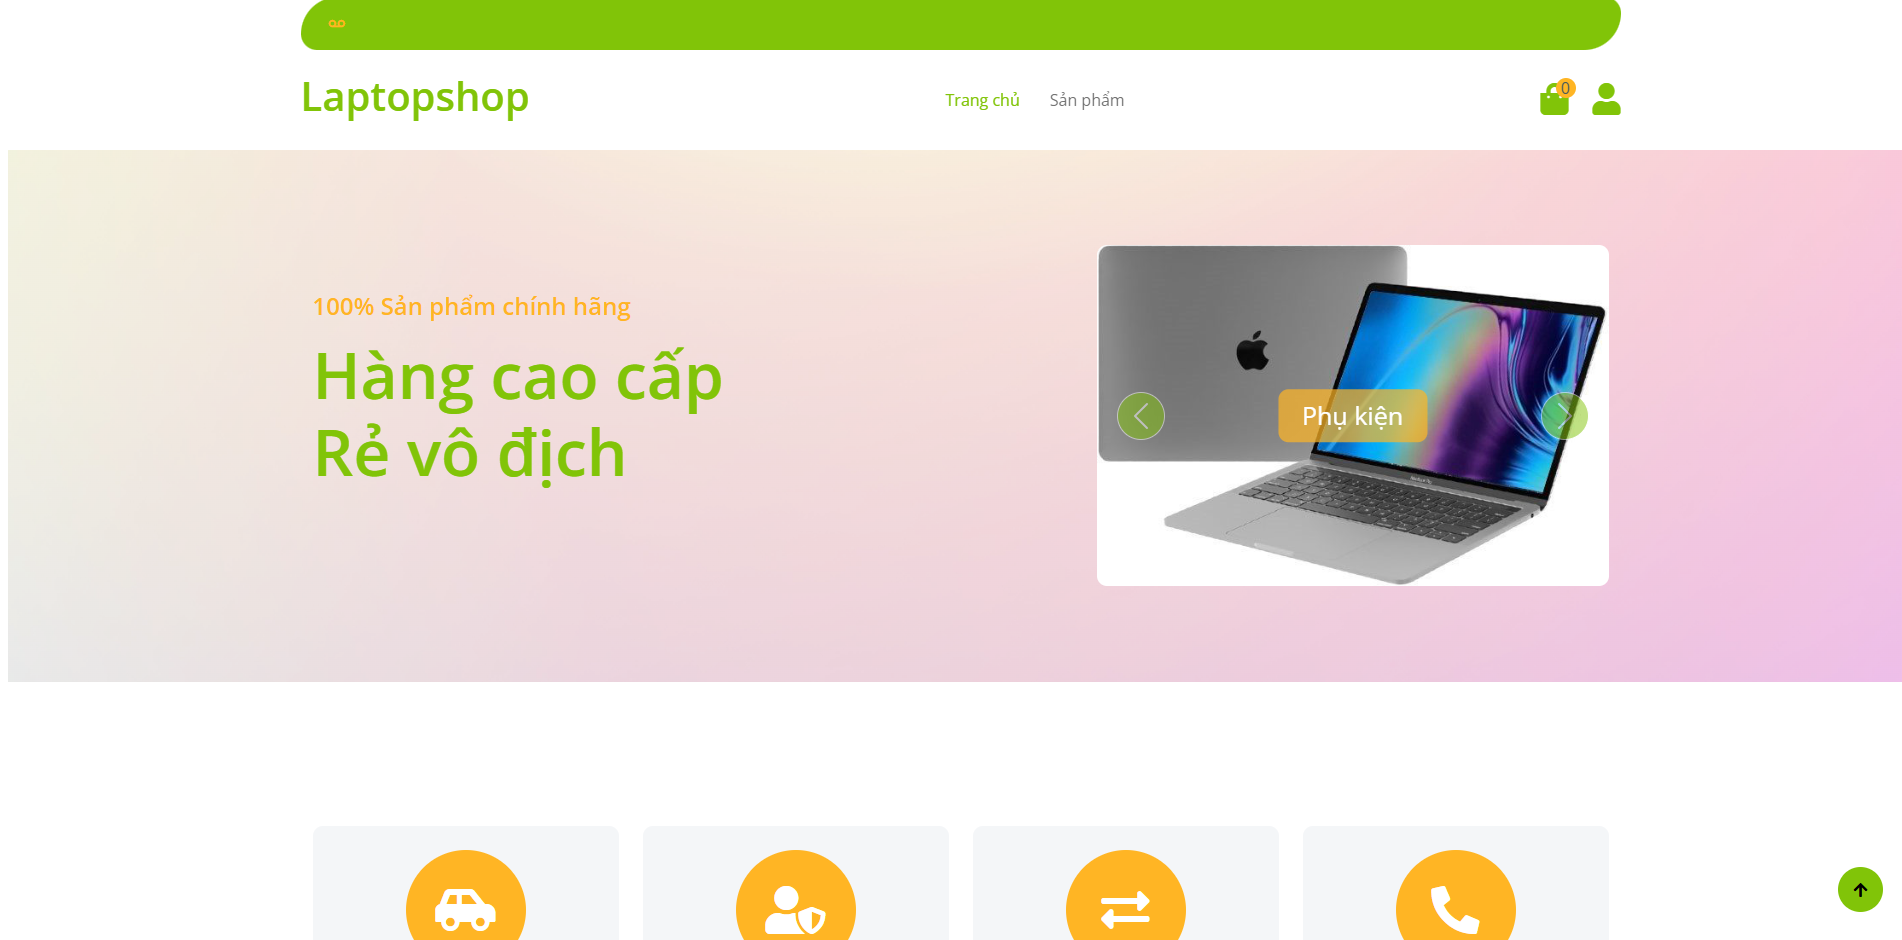 Laptopshop
Trang chủ
Sản phẩm
0
100% Sản phẩm chính hãng
Hàng cao cấp
Rẻ vô địch
Phụ kiện